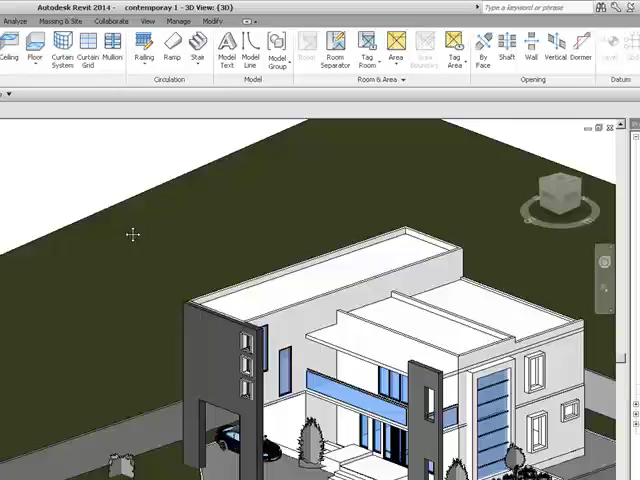 Autodesk Revit 2014 - contemporay 1 - 3D View: {3D}
Type a keyword or phrase
Analyze Massing & Site Collaborate View Manage Modify
Ceiling Floor Curtain System Curtain Grid Mullion Railing Ramp Stair Model Text Model Line Model Group Room Room Separator Tag Room Area Area Boundary Tag Area By Face Shaft Wall Vertical Dormer Level
Circulation Model Room & Area Opening Datum